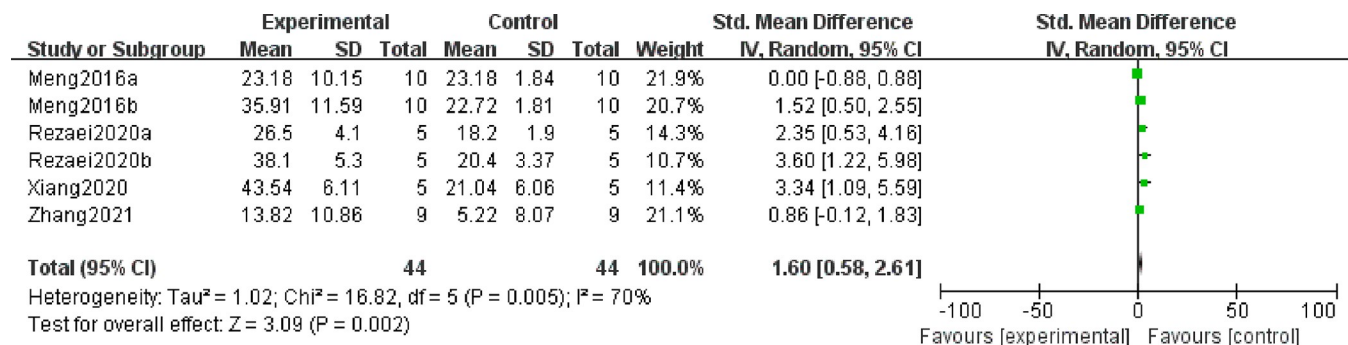 Experimental Control Std. Mean Difference Std. Mean Difference
Study or Subgroup Mean SD Total Mean SD Total Weight IV, Random, 95% CI IV, Random, 95% CI
Meng2016a 23.18 10.15 10 23.18 1.84 10 21.9% 0.00 [-0.88, 0.88]
Meng2016b 35.91 11.59 10 22.72 1.81 10 20.7% 1.52 [0.50, 2.55]
Rezaei2020a 26.5 4.1 5 18.2 1.9 5 14.3% 2.35 [0.53, 4.16]
Rezaei2020b 38.1 5.3 5 20.4 3.37 5 10.7% 3.60 [1.22, 5.98]
Xiang2020 43.54 6.11 5 21.04 6.06 5 11.4% 3.34 [1.09, 5.59]
Zhang2021 13.82 10.86 9 5.22 8.07 9 21.1% 0.86 [-0.12, 1.83]
Total (95% CI) 44 44 100.0% 1.60 [0.58, 2.61]
Heterogeneity: Tau² = 1.02; Chi² = 16.82, df = 5 (P = 0.005); I² = 70%
Test for overall effect: Z = 3.09 (P = 0.002)
-100 -50 0 50 100
Favours [experimental] Favours [control]